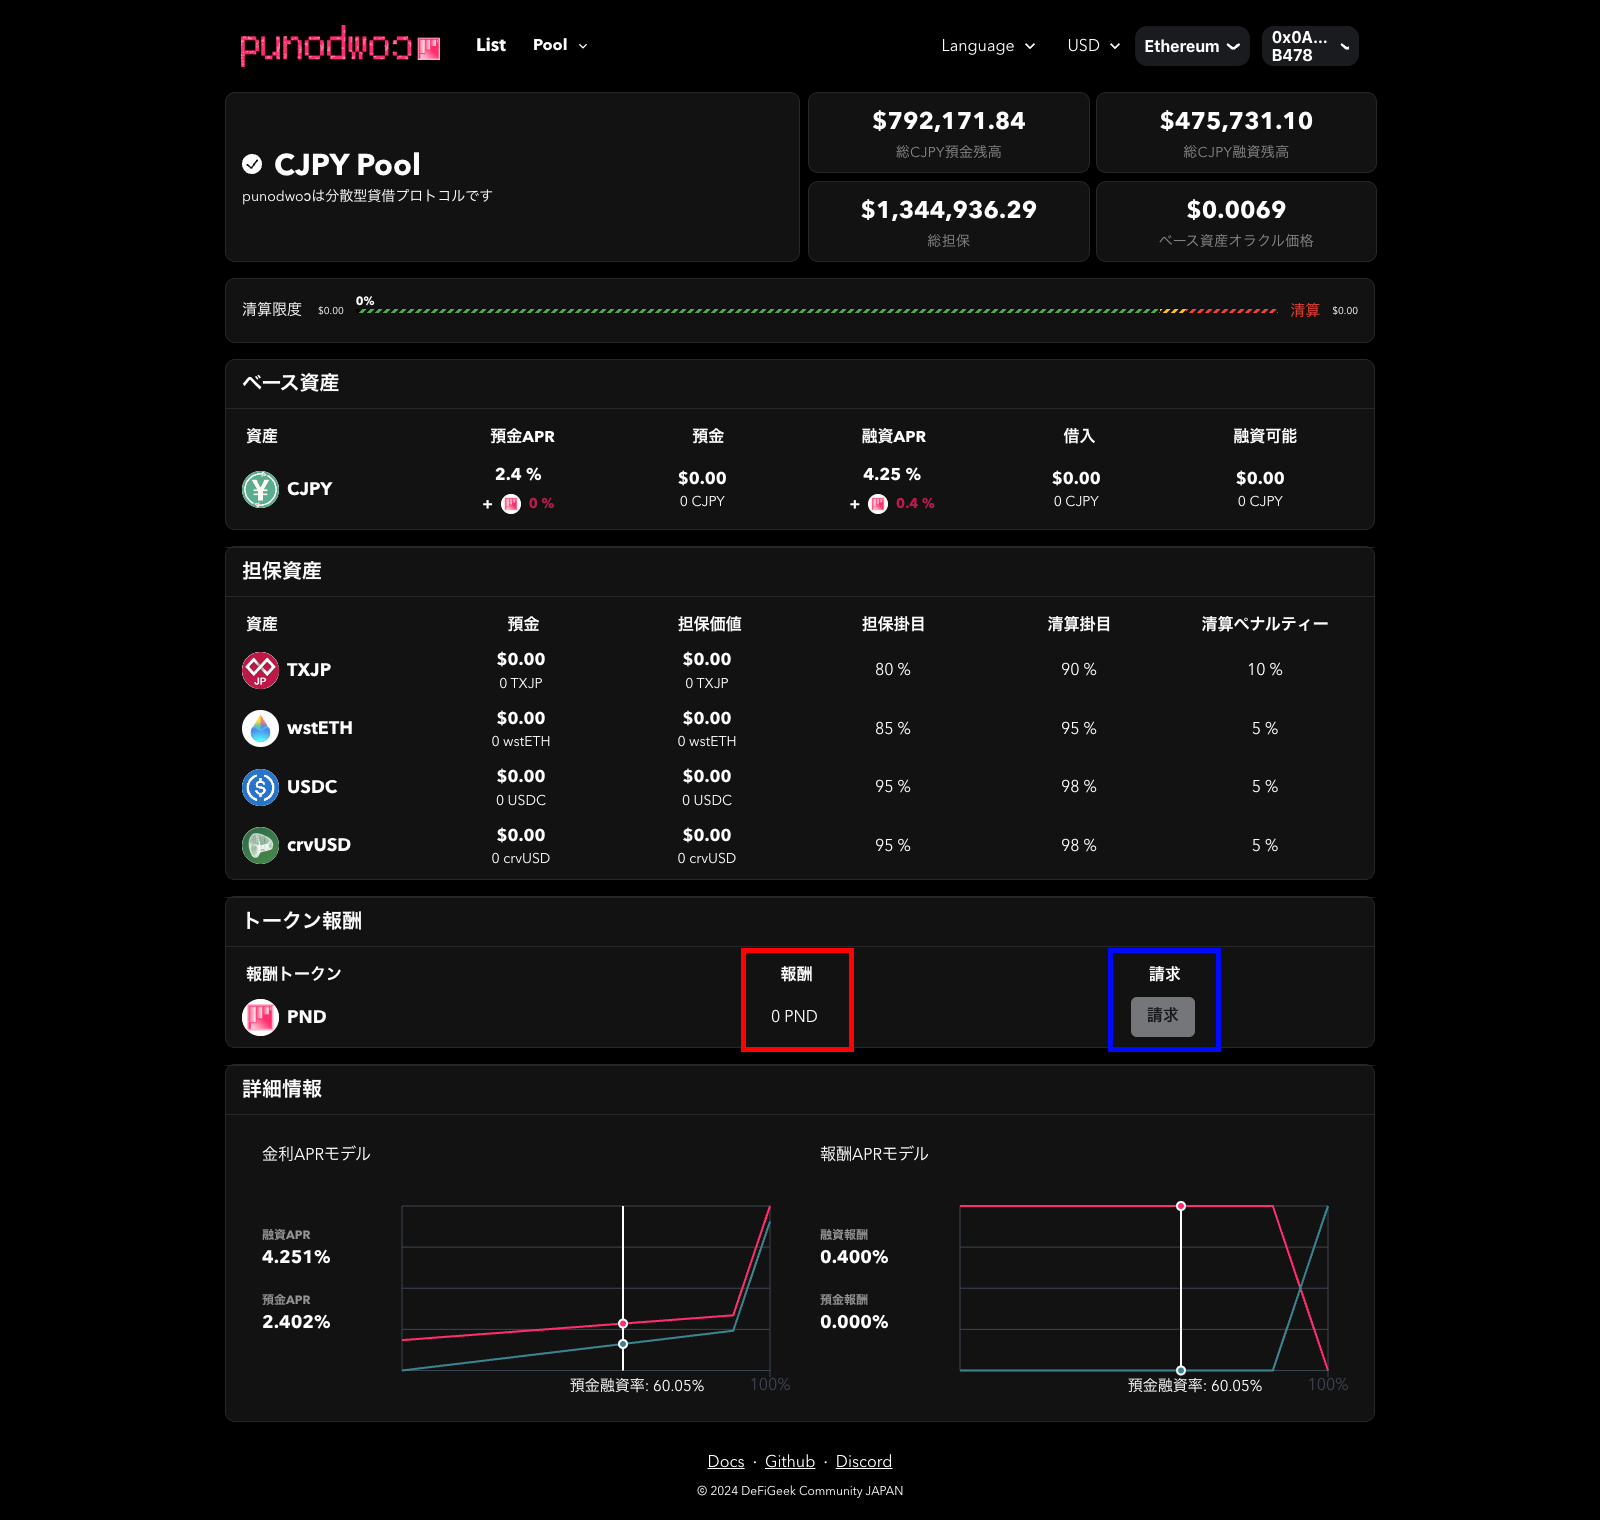 punodwoɔ
List
Pool
Language
USD
Ethereum
0x0A...
B478
CJPY Pool
punodwoɔは分散型貸借プロトコルです
$792,171.84
総CJPY預金残高
$475,731.10
総CJPY融資残高
$1,344,936.29
総担保
$0.0069
ベース資産オラクル価格
清算限度 $0.00 0% 清算 $0.00
ベース資産
資産 預金APR 預金 融資APR 借入 融資可能
CJPY
2.4 %
+ 0 %
$0.00
0 CJPY
4.25 %
+ 0.4 %
$0.00
0 CJPY
$0.00
0 CJPY
担保資産
資産 預金 担保価値 担保掛目 清算掛目 清算ペナルティー
JP
TXJP
$0.00
0 TXJP
$0.00
0 TXJP
80 % 90 % 10 %
wstETH
$0.00
0 wstETH
$0.00
0 wstETH
85 % 95 % 5 %
USDC
$0.00
0 USDC
$0.00
0 USDC
95 % 98 % 5 %
crvUSD
$0.00
0 crvUSD
$0.00
0 crvUSD
95 % 98 % 5 %
トークン報酬
報酬トークン 報酬 請求
PND 0 PND 請求
詳細情報
金利APRモデル
融資APR
4.251%
預金APR
2.402%
預金融資率: 60.05%
100%
報酬APRモデル
融資報酬
0.400%
預金報酬
0.000%
預金融資率: 60.05%
100%
Docs · Github · Discord
© 2024 DeFiGeek Community JAPAN